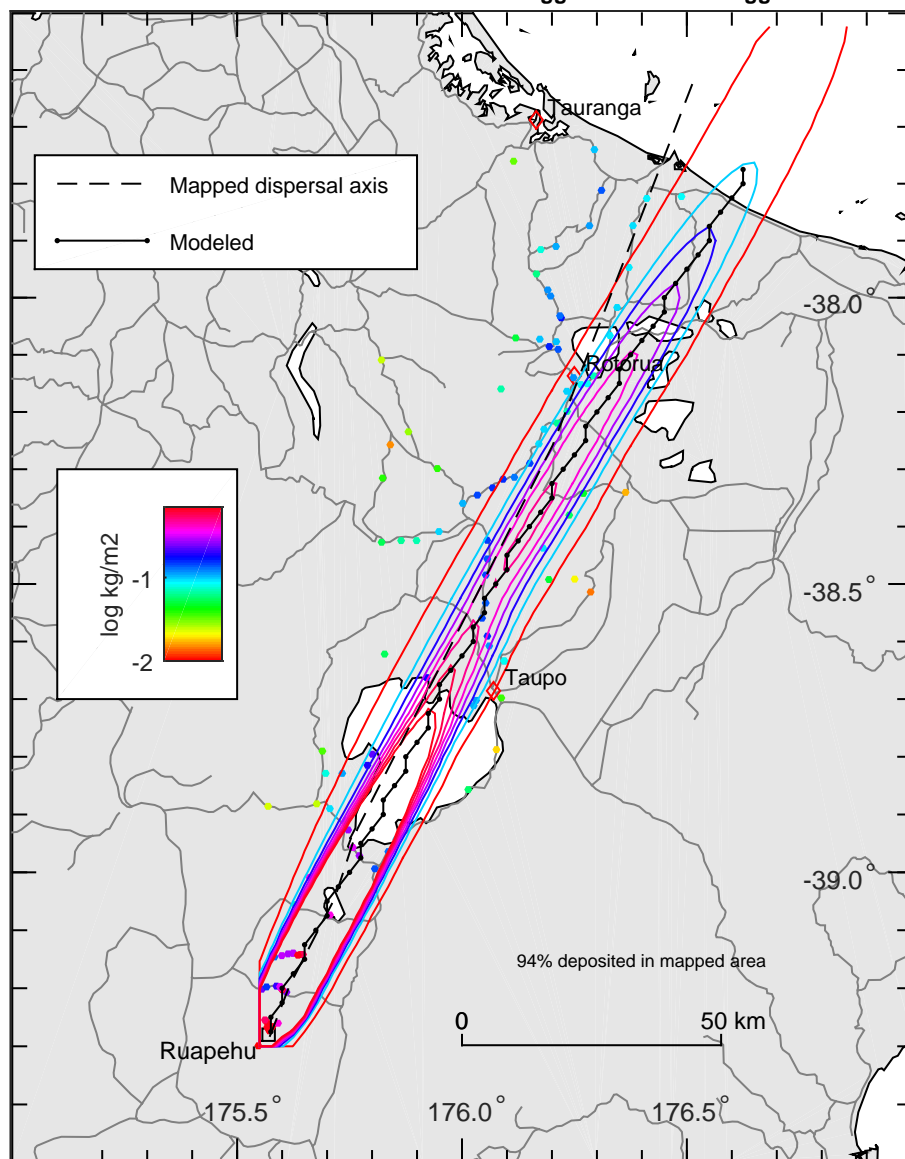 Tauranga
Mapped dispersal axis
Modeled
-38.0°
Rotorua
log kg/m2
-1
-2
-38.5°
Taupo
-39.0°
94% deposited in mapped area
0 50 km
Ruapehu
175.5° 176.0° 176.5°